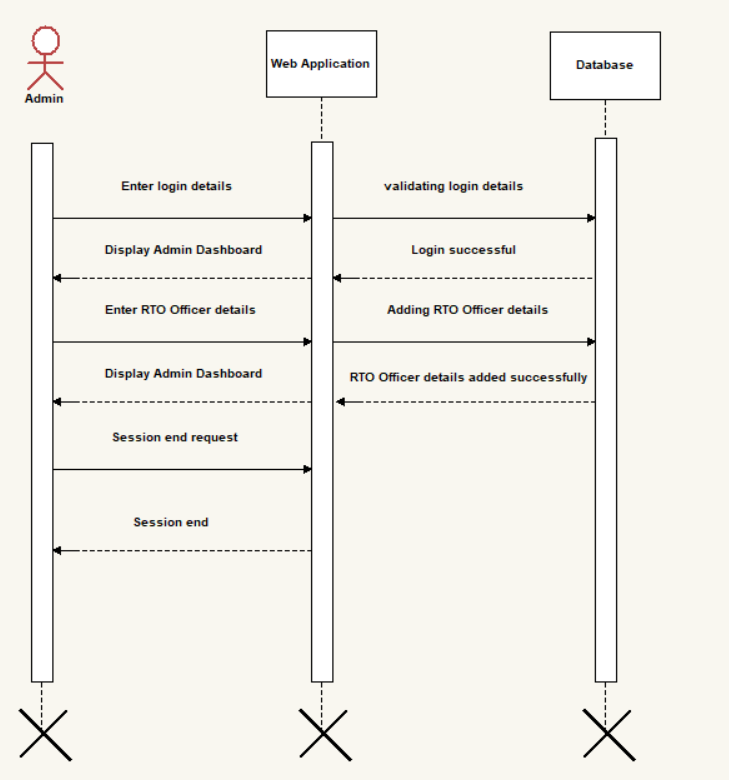 Admin
Web Application
Database
Enter login details
validating login details
Display Admin Dashboard
Login successful
Enter RTO Officer details
Adding RTO Officer details
Display Admin Dashboard
RTO Officer details added successfully
Session end request
Session end